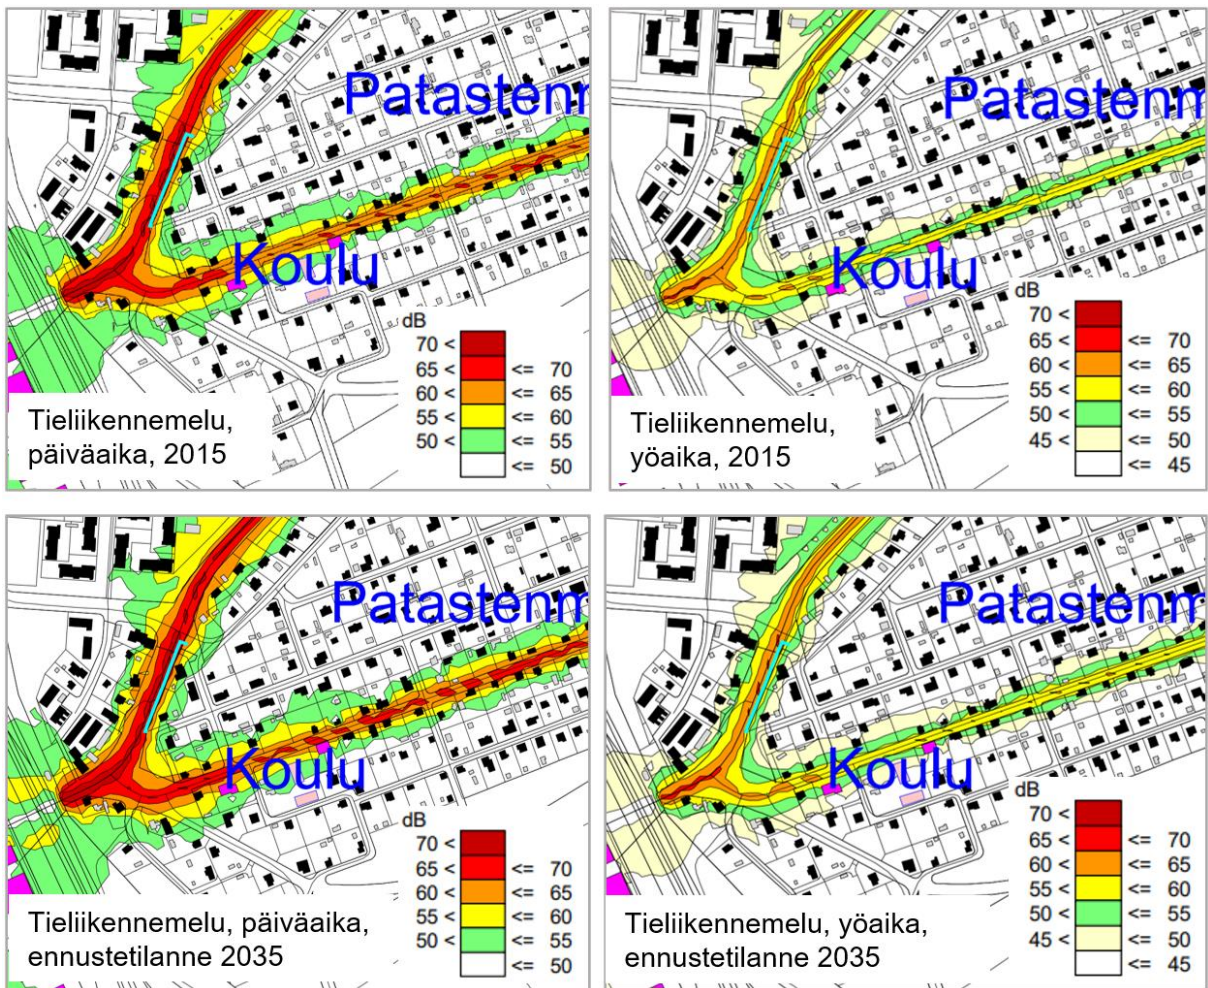 Patastenm
Koulu
dB
70 <
65 < <= 70
60 < <= 65
55 < <= 60
50 < <= 55
<= 50
Tieliikennemelu,
päiväaika, 2015
Patastenm
Koulu
dB
70 <
65 < <= 70
60 < <= 65
55 < <= 60
50 < <= 55
45 < <= 50
<= 45
Tieliikennemelu,
yöaika, 2015
Patastenm
Koulu
dB
70 <
65 < <= 70
60 < <= 65
55 < <= 60
50 < <= 55
<= 50
Tieliikennemelu, päiväaika,
ennustetilanne 2035
Patastenm
Koulu
dB
70 <
65 < <= 70
60 < <= 65
55 < <= 60
50 < <= 55
45 < <= 50
<= 45
Tieliikennemelu, yöaika,
ennustetilanne 2035